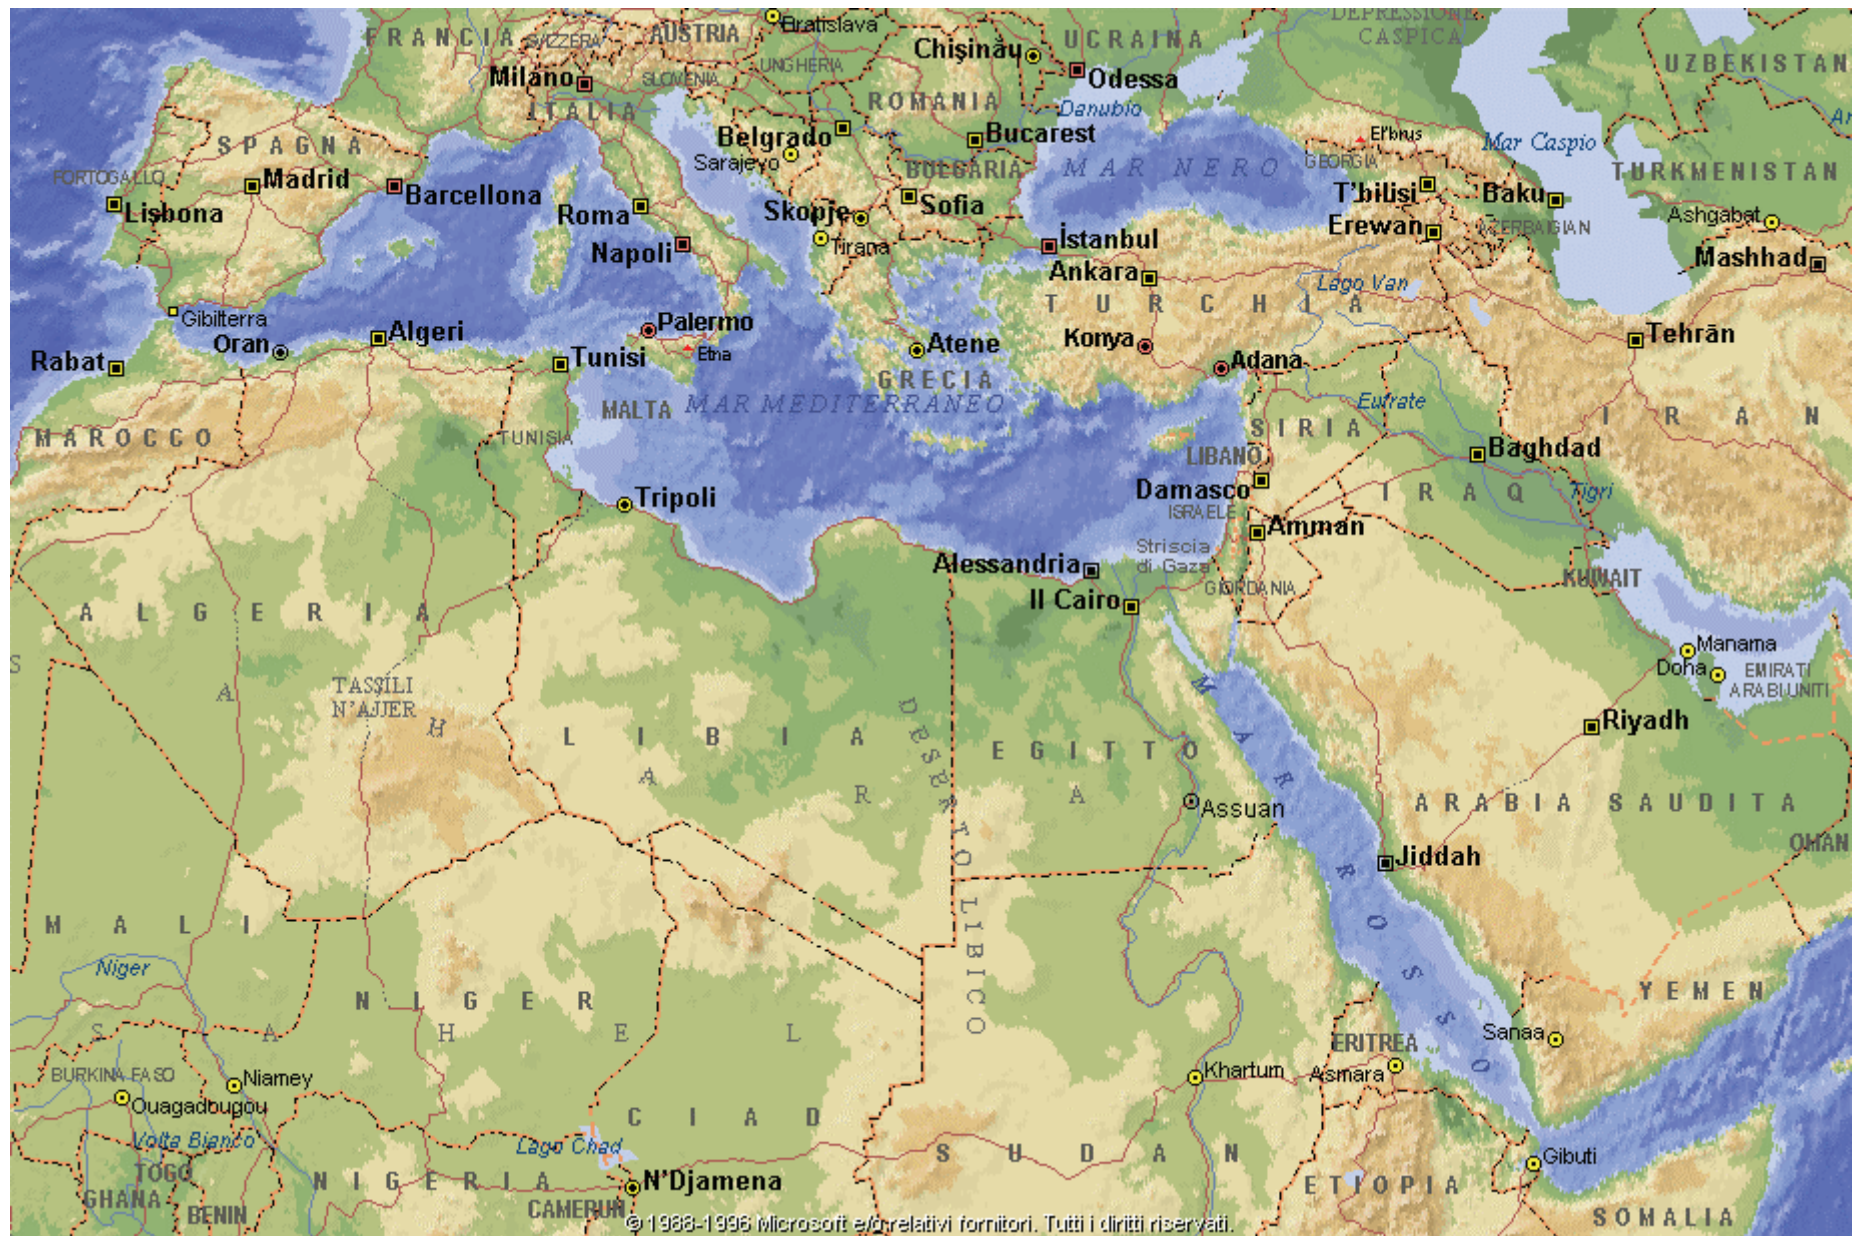 DEPRESSIONE
CASPICA
FRANCIA
SVIZZERA
AUSTRIA
Bratislava
Chişinău
UCRAINA
UZBEKISTAN
Milano
SLOVENIA
UNGHERIA
Odessa
ITALIA
ROMANIA
Danubio
SPAGNA
Belgrado
Bucarest
El'brus
Mar Caspio
Sarajevo
BULGARIA
MAR NERO
GEORGIA
TURKMENISTAN
PORTOGALLO
Madrid
Barcellona
T'bilisi
Baku
Lisbona
Roma
Skopje
Sofia
Erewan
AZERBAIGIAN
Ashgabat
Napoli
Tirana
İstanbul
Mashhad
Ankara
Lago Van
TURCHIA
Gibilterra
Palermo
Konya
Tehrān
Rabat
Oran
Algeri
Tunisi
Etna
Atene
Adana
GRECIA
MALTA
MAR MEDITERRANEO
Eufrate
IRAN
MAROCCO
TUNISIA
SIRIA
LIBANO
Baghdad
Damasco
IRAQ
Tigri
Tripoli
ISRAELE
Amman
Striscia
di Gaza
Alessandria
GIORDANIA
KUWAIT
Il Cairo
ALGERIA
S
A
H
A
R
A
TASSÍLI
N'AJJER
Manama
Doha
EMIRATI
ARABI UNITI
DESERTO LIBICO
MAR ROSSO
LIBIA
EGITTO
Riyadh
Assuan
ARABIA SAUDITA
OMAN
Jiddah
MALI
Niger
NIGER
SAHEL
YEMEN
Sanaa
ERITREA
Asmara
BURKINA FASO
Niamey
Ouagadougou
Khartum
Volta Bianco
Lago Chad
CIAD
SUDAN
Gibuti
TOGO
GHANA
BENIN
NIGERIA
N'Djamena
CAMERUN
ETIOPIA
SOMALIA
© 1988-1996 Microsoft e/o relativi fornitori. Tutti i diritti riservati.